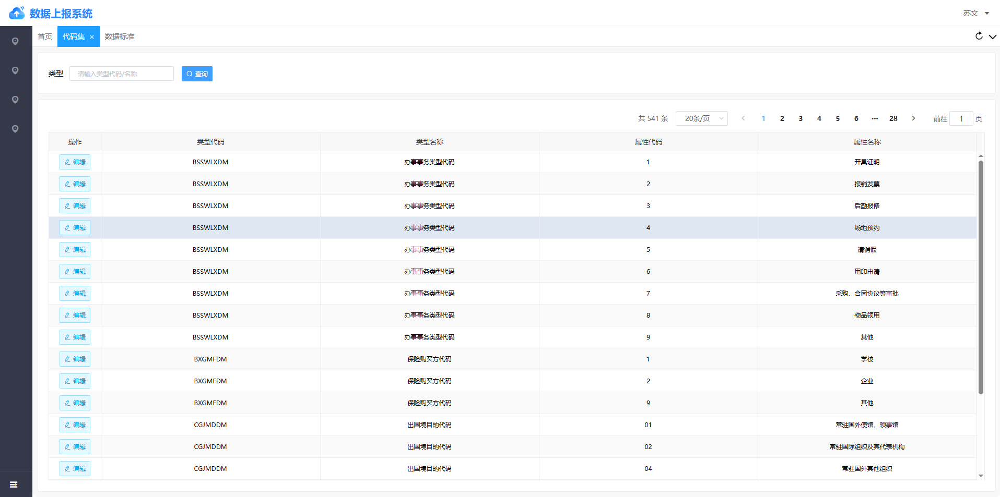 数据上报系统
苏文
首页 代码集 × 数据标准
类型 请输入类型代码/名称 查询
共 541 条 20条/页 1 2 3 4 5 6 ··· 28 前往 1 页
操作 类型代码 类型名称 属性代码 属性名称
编辑 BSSWLXDM 办事事务类型代码 1 开具证明
编辑 BSSWLXDM 办事事务类型代码 2 报销发票
编辑 BSSWLXDM 办事事务类型代码 3 后勤报修
编辑 BSSWLXDM 办事事务类型代码 4 场地预约
编辑 BSSWLXDM 办事事务类型代码 5 请销假
编辑 BSSWLXDM 办事事务类型代码 6 用印申请
编辑 BSSWLXDM 办事事务类型代码 7 采购、合同协议等审批
编辑 BSSWLXDM 办事事务类型代码 8 物品领用
编辑 BSSWLXDM 办事事务类型代码 9 其他
编辑 BXGMFDM 保险购买方代码 1 学校
编辑 BXGMFDM 保险购买方代码 2 企业
编辑 BXGMFDM 保险购买方代码 9 其他
编辑 CGJMDDM 出国境目的代码 01 常驻国外使馆、领事馆
编辑 CGJMDDM 出国境目的代码 02 常驻国际组织及其代表机构
编辑 CGJMDDM 出国境目的代码 04 常驻国外其他组织